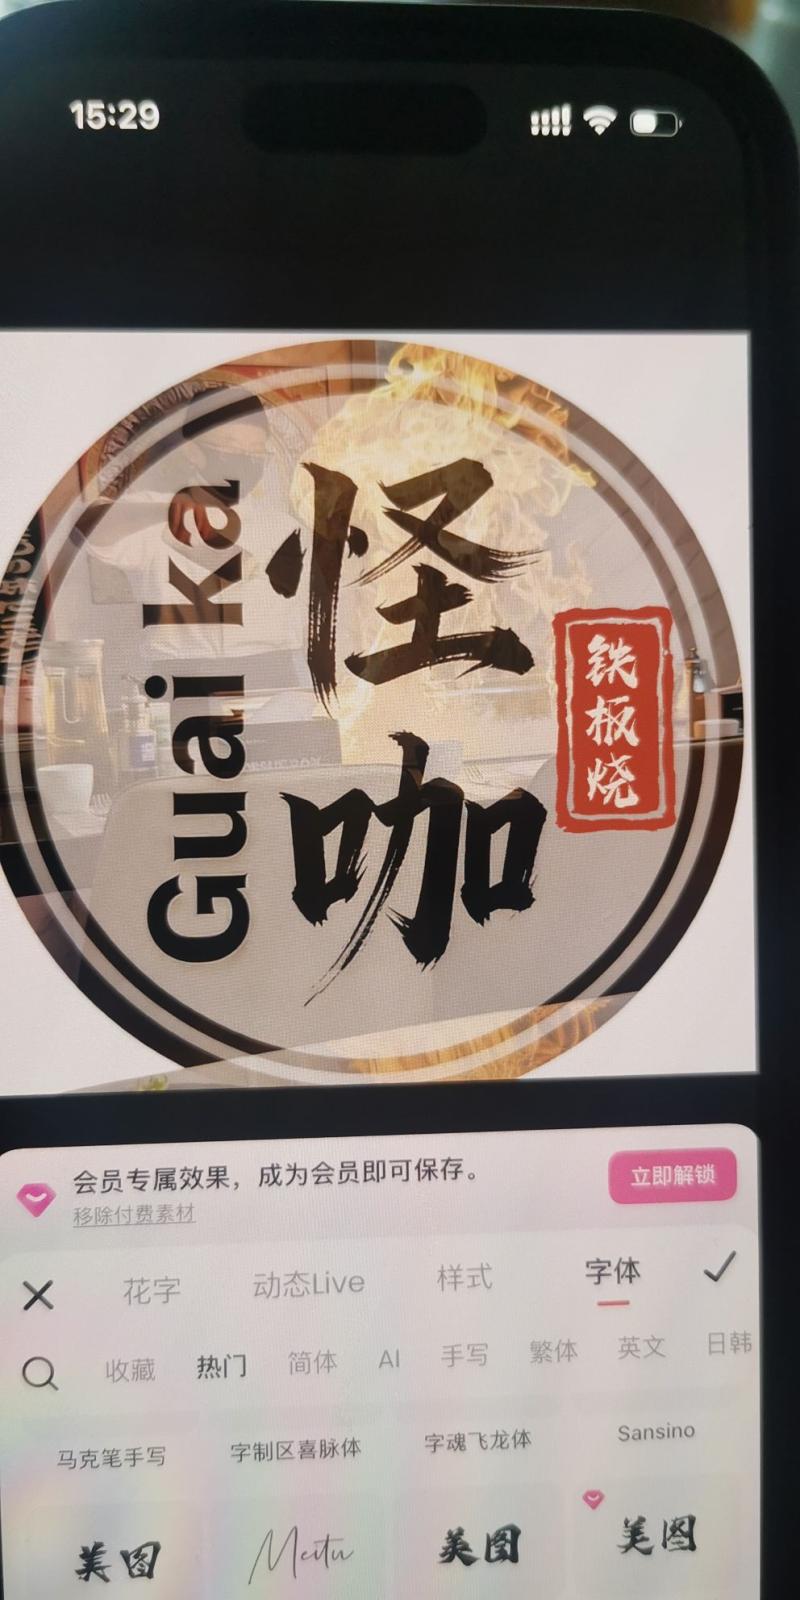 15:29
怪咖
Guai ka
铁板烧
会员专属效果，成为会员即可保存。
立即解锁
移除付费素材
花字 动态Live 样式 字体
收藏 热门 简体 AI 手写 繁体 英文 日韩
马克笔手写 字制区喜脉体 字魂飞龙体 Sansino
美图 Meitu 美图 美图